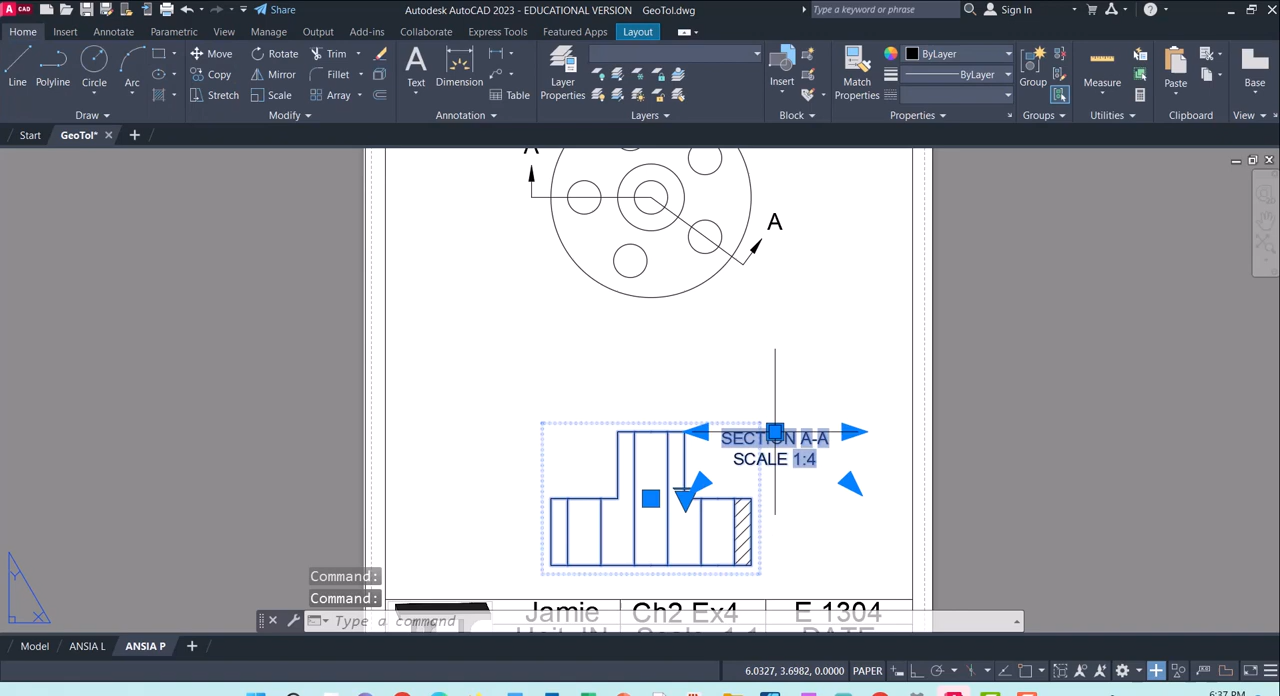 CAD
Share
Autodesk AutoCAD 2023 - EDUCATIONAL VERSION GeoTol.dwg
Type a keyword or phrase
Sign In
Home Insert Annotate Parametric View Manage Output Add-ins Collaborate Express Tools Featured Apps Layout
Line Polyline Circle Arc
Move Rotate Trim
Copy Mirror Fillet
Stretch Scale Array
Text Dimension Table
Layer Properties
Insert
Match Properties
ByLayer
ByLayer
Group
Measure
Paste
Base
Draw Modify Annotation Layers Block Properties Groups Utilities Clipboard View
Start GeoTol*
A
A
SECTION A-A
SCALE 1:4
Command:
Command:
Type a command
Jamie Ch2 Ex4 E 1304
Y
X
Model ANSIA L ANSIA P
6.0327, 3.6982, 0.0000 PAPER
6:37 PM